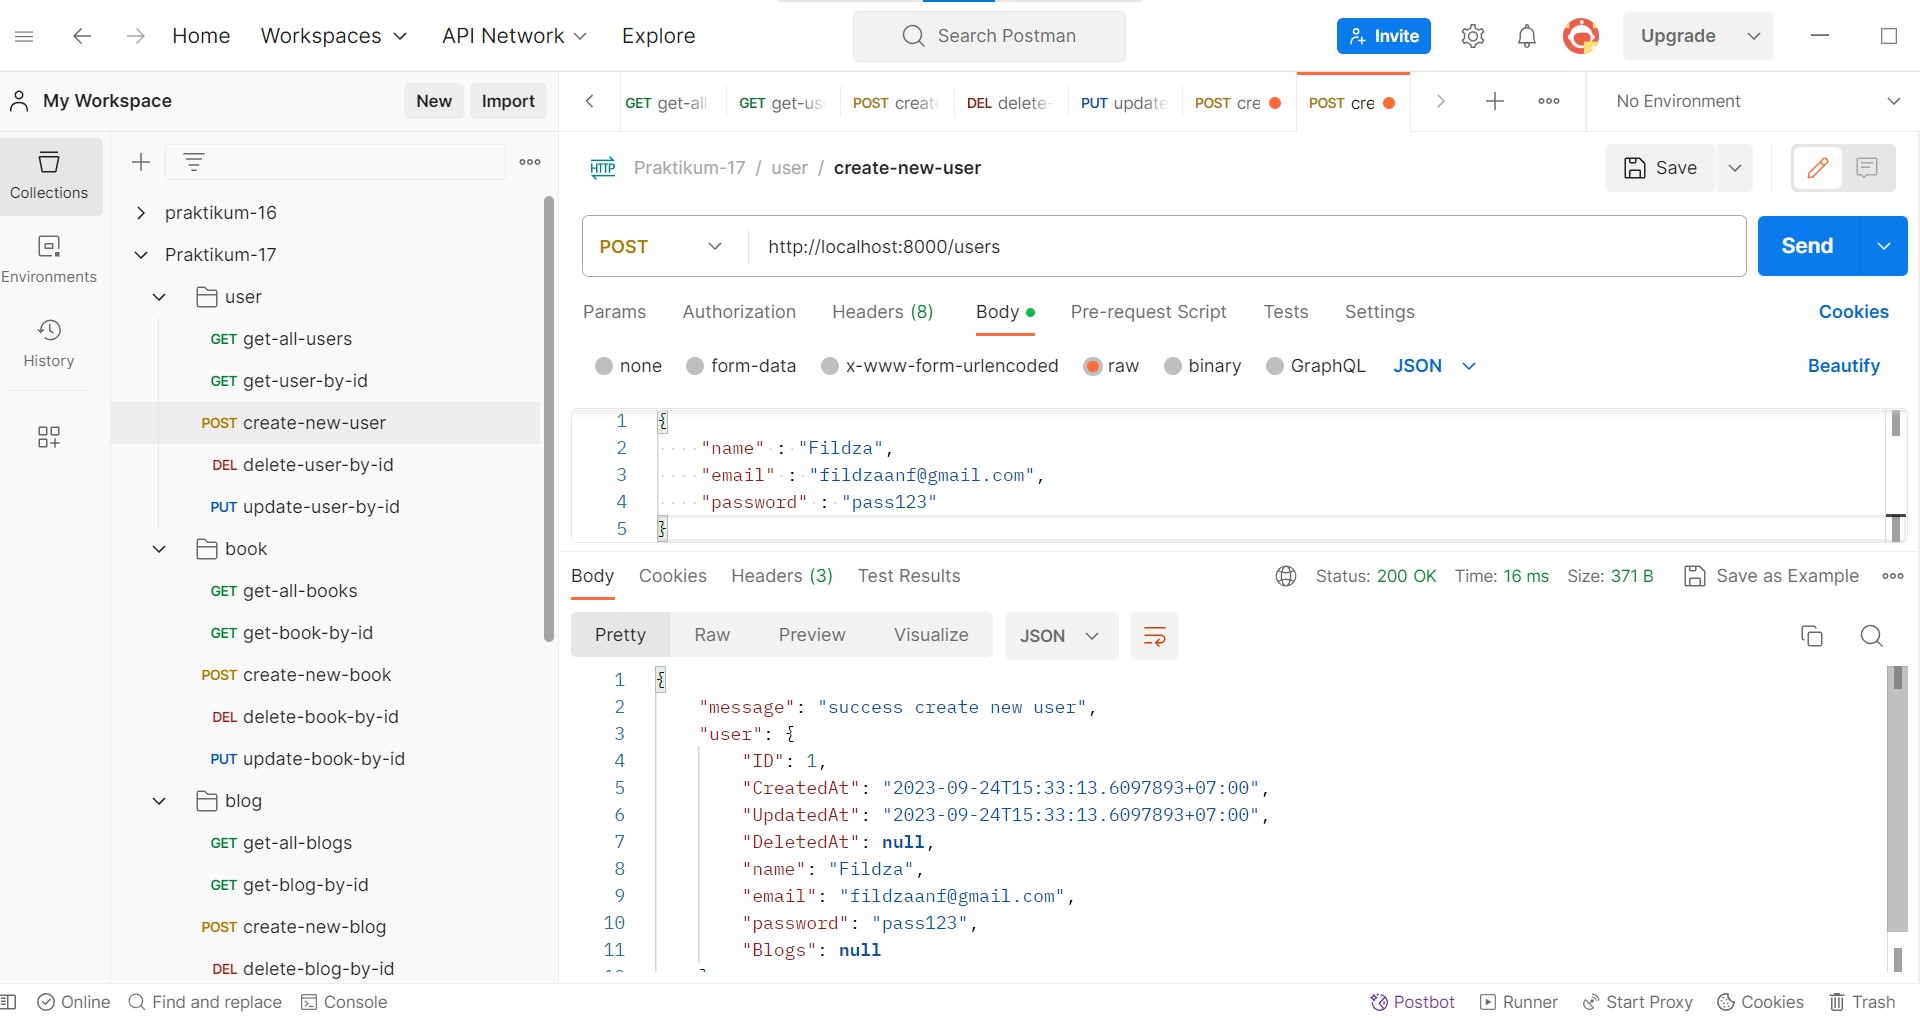 Home Workspaces API Network Explore Search Postman Invite Upgrade
My Workspace New Import
GET get-all GET get-us POST create DEL delete- PUT update POST cre POST cre No Environment
Collections
Environments
History
praktikum-16
Praktikum-17
user
GET get-all-users
GET get-user-by-id
POST create-new-user
DEL delete-user-by-id
PUT update-user-by-id
book
GET get-all-books
GET get-book-by-id
POST create-new-book
DEL delete-book-by-id
PUT update-book-by-id
blog
GET get-all-blogs
GET get-blog-by-id
POST create-new-blog
DEL delete-blog-by-id
HTTP Praktikum-17 / user / create-new-user Save
POST http://localhost:8000/users Send
Params Authorization Headers (8) Body Pre-request Script Tests Settings Cookies
none form-data x-www-form-urlencoded raw binary GraphQL JSON Beautify
1 {
2 "name" : "Fildza",
3 "email" : "fildzaanf@gmail.com",
4 "password" : "pass123"
5 }
Body Cookies Headers (3) Test Results Status: 200 OK Time: 16 ms Size: 371 B Save as Example
Pretty Raw Preview Visualize JSON
1 {
2 "message": "success create new user",
3 "user": {
4 "ID": 1,
5 "CreatedAt": "2023-09-24T15:33:13.6097893+07:00",
6 "UpdatedAt": "2023-09-24T15:33:13.6097893+07:00",
7 "DeletedAt": null,
8 "name": "Fildza",
9 "email": "fildzaanf@gmail.com",
10 "password": "pass123",
11 "Blogs": null
Online Find and replace Console Postbot Runner Start Proxy Cookies Trash